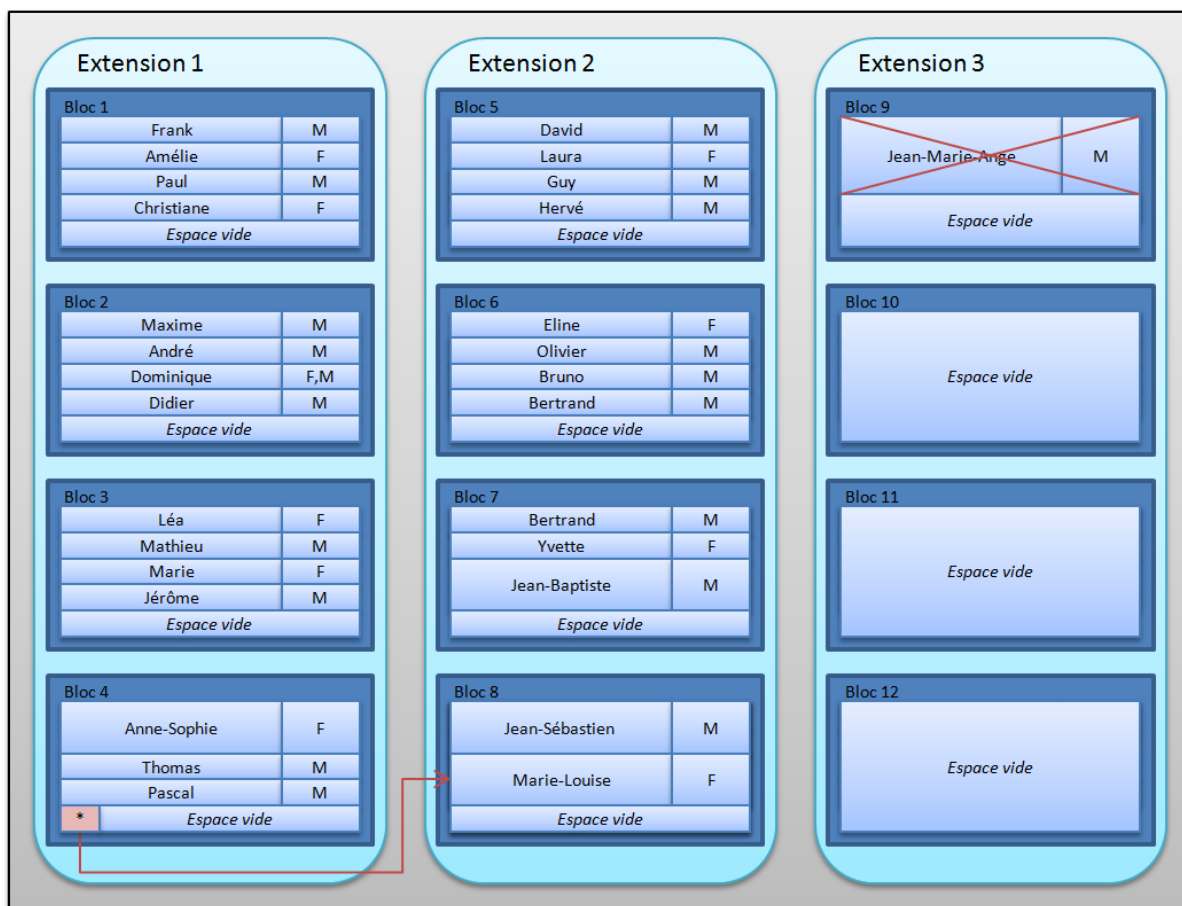 Extension 1
Bloc 1
Frank M
Amélie F
Paul M
Christiane F
Espace vide
Bloc 2
Maxime M
André M
Dominique F,M
Didier M
Espace vide
Bloc 3
Léa F
Mathieu M
Marie F
Jérôme M
Espace vide
Bloc 4
Anne-Sophie F
Thomas M
Pascal M
* Espace vide
Extension 2
Bloc 5
David M
Laura F
Guy M
Hervé M
Espace vide
Bloc 6
Eline F
Olivier M
Bruno M
Bertrand M
Espace vide
Bloc 7
Bertrand M
Yvette F
Jean-Baptiste M
Espace vide
Bloc 8
Jean-Sébastien M
Marie-Louise F
Espace vide
Extension 3
Bloc 9
Jean-Marie-Ange M
Espace vide
Bloc 10
Espace vide
Bloc 11
Espace vide
Bloc 12
Espace vide